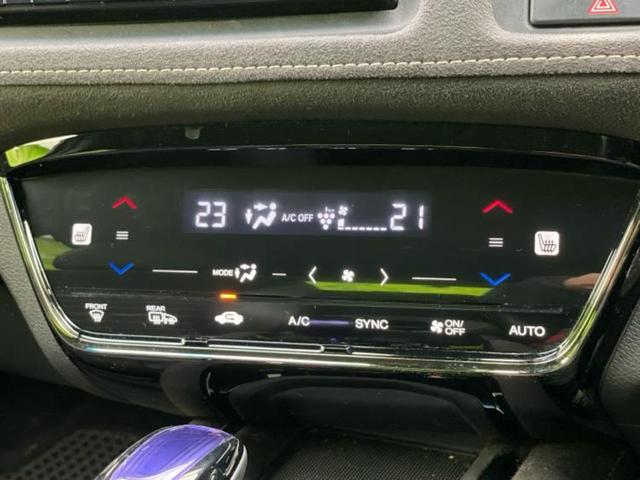 23 A/C OFF 21
MODE
FRONT REAR A/C SYNC ON/OFF AUTO